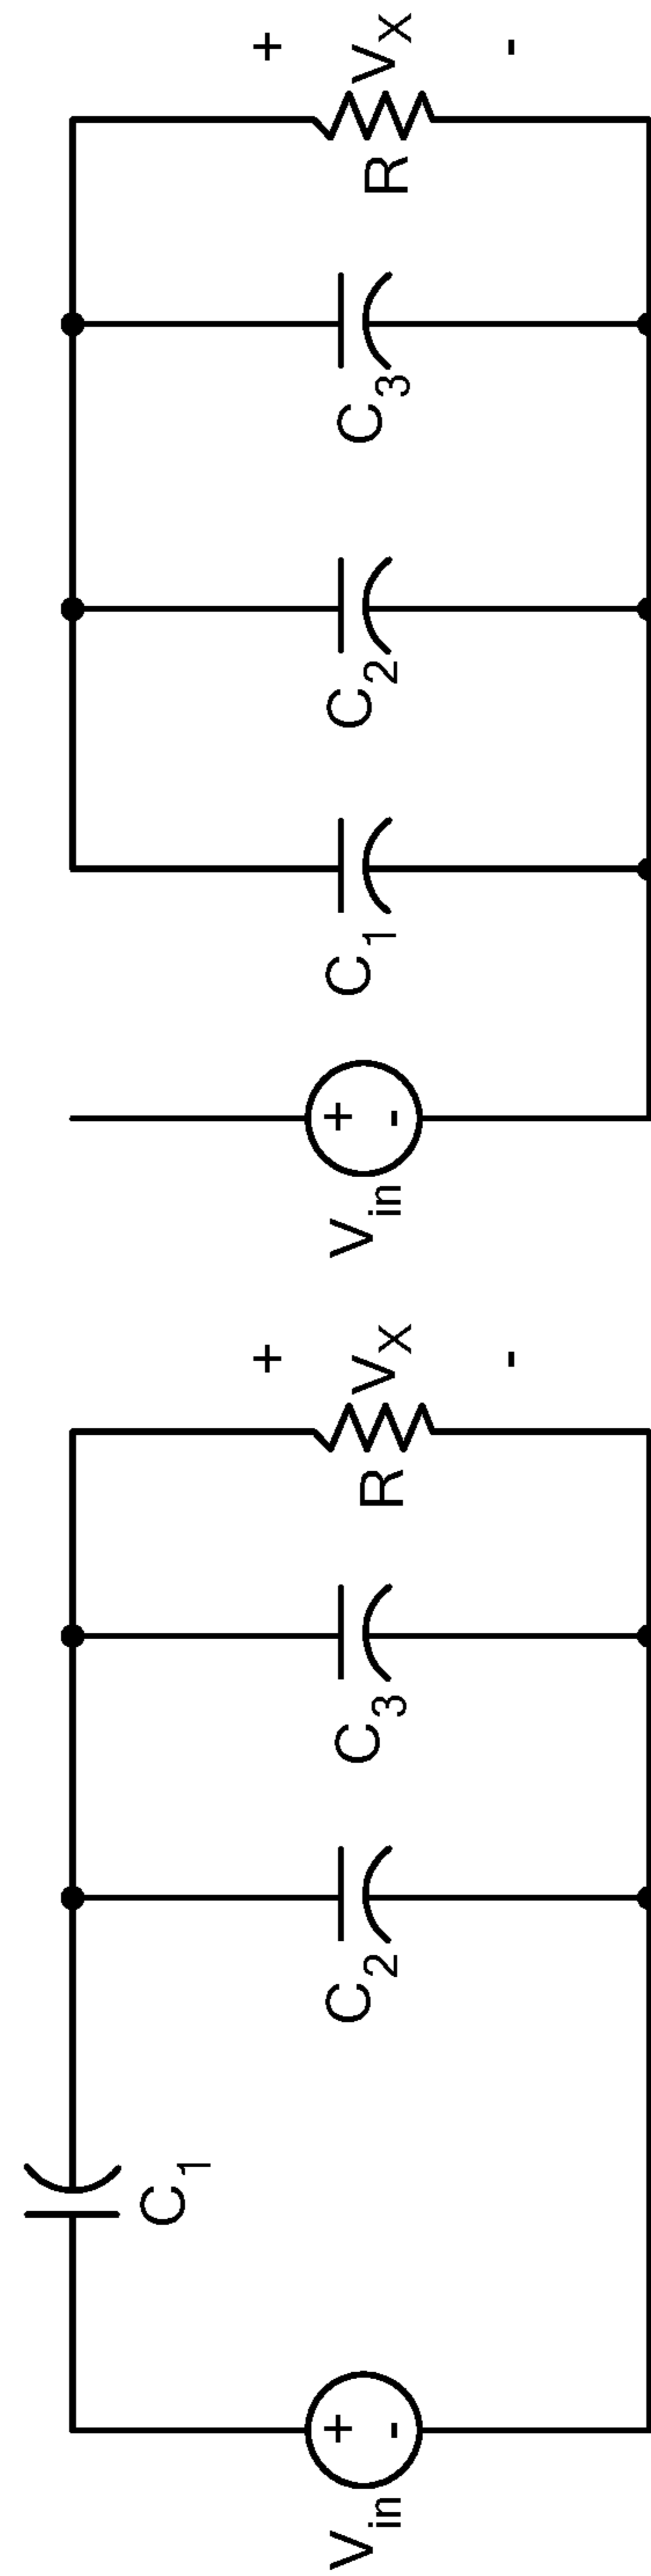 V_in
+
-
C_1
C_2
C_3
R
+
V_X
-
V_in
+
-
C_1
C_2
C_3
R
+
V_X
-